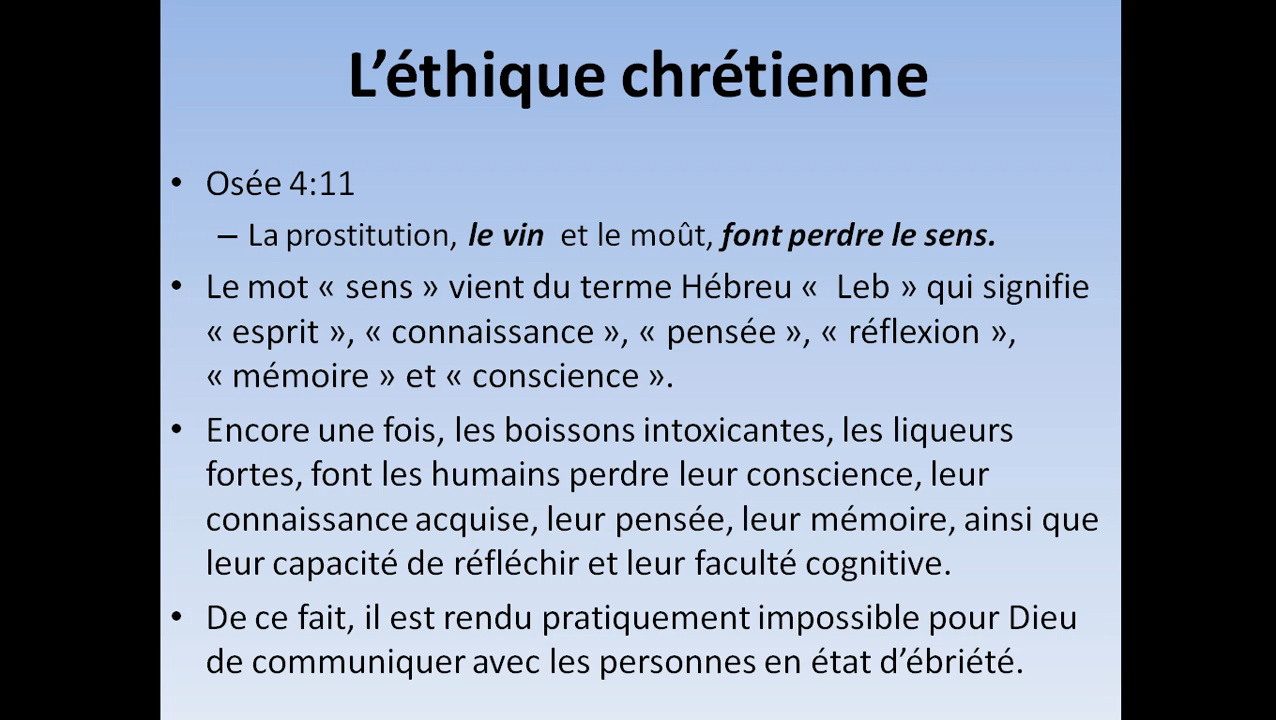 L’éthique chrétienne
• Osée 4:11
– La prostitution, le vin et le moût, font perdre le sens.
• Le mot « sens » vient du terme Hébreu « Leb » qui signifie
« esprit », « connaissance », « pensée », « réflexion »,
« mémoire » et « conscience ».
• Encore une fois, les boissons intoxicantes, les liqueurs
fortes, font les humains perdre leur conscience, leur
connaissance acquise, leur pensée, leur mémoire, ainsi que
leur capacité de réfléchir et leur faculté cognitive.
• De ce fait, il est rendu pratiquement impossible pour Dieu
de communiquer avec les personnes en état d’ébriété.